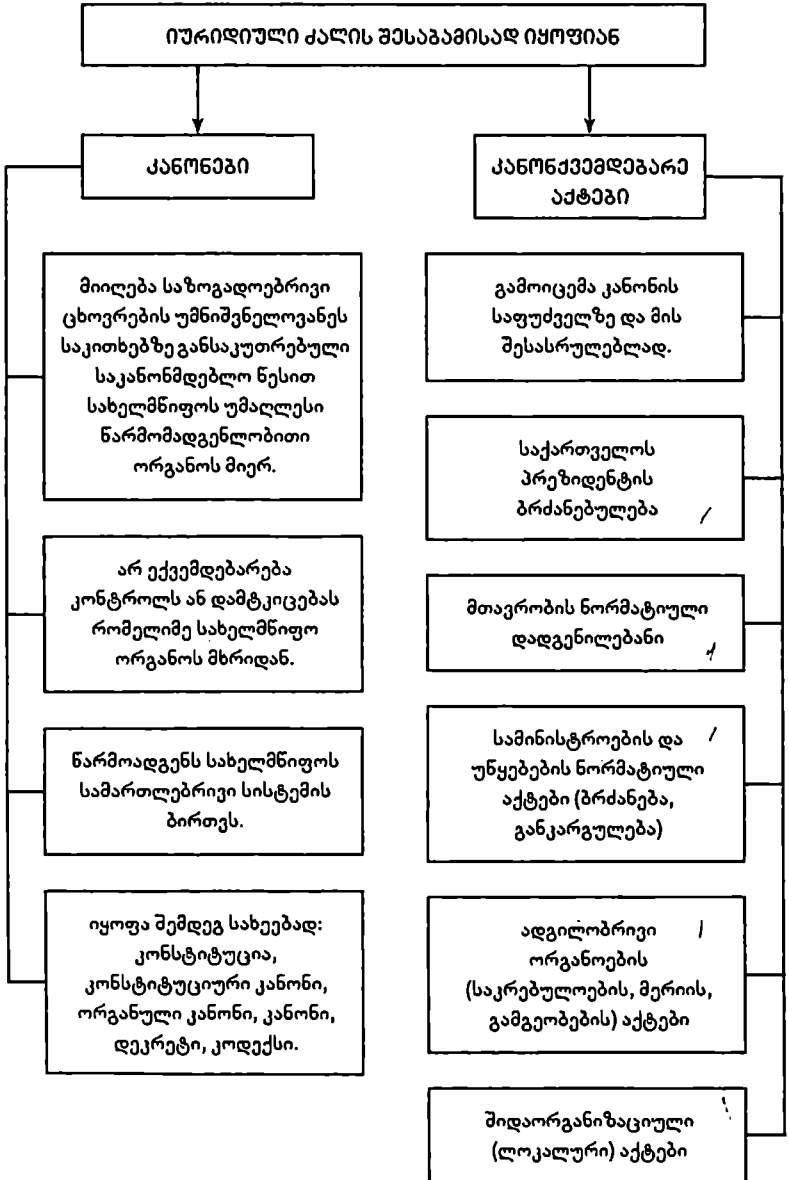 იურიდიული ძალის შესაბამისად იყოფიან
კანონები
მიიღება საზოგადოებრივი
ცხოვრების უმნიშვნელოვანეს
საკითხებზე განსაკუთრებული
საკანონმდებლო წესით
სახელმწიფოს უმაღლესი
წარმომადგენლობითი
ორგანოს მიერ.
არ ექვემდებარება
კონტროლს ან დამტკიცებას
რომელიმე სახელმწიფო
ორგანოს მხრიდან.
წარმოადგენს სახელმწიფოს
სამართლებრივი სისტემის
ბირთვს.
იყოფა შემდეგ სახეებად:
კონსტიტუცია,
კონსტიტუციური კანონი,
ორგანული კანონი, კანონი,
დეკრეტი, კოდექსი.
კანონქვემდებარე
აქტები
გამოიცემა კანონის
საფუძველზე და მის
შესასრულებლად.
საქართველოს
პრეზიდენტის
ბრძანებულება
მთავრობის ნორმატიული
დადგენილებანი
სამინისტროების და
უწყებების ნორმატიული
აქტები (ბრძანება,
განკარგულება)
ადგილობრივი
ორგანოების
(საკრებულოების, მერიის,
გამგეობების) აქტები
შიდაორგანიზაციული
(ლოკალური) აქტები